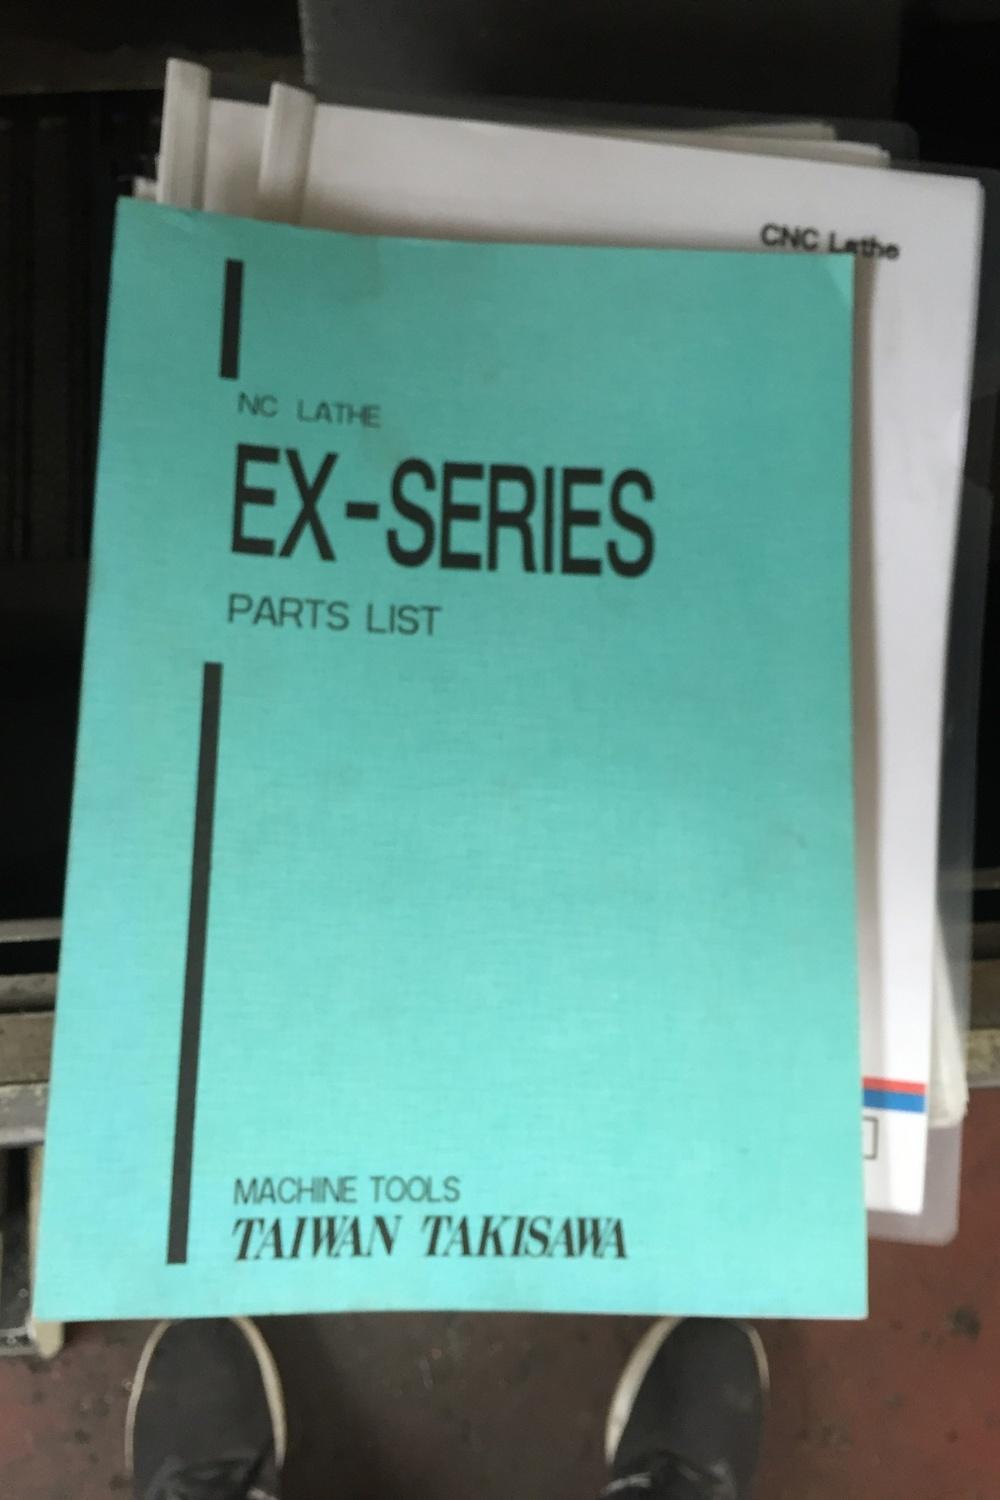 CNC Lathe
NC LATHE
EX-SERIES
PARTS LIST
MACHINE TOOLS
TAIWAN TAKISAWA